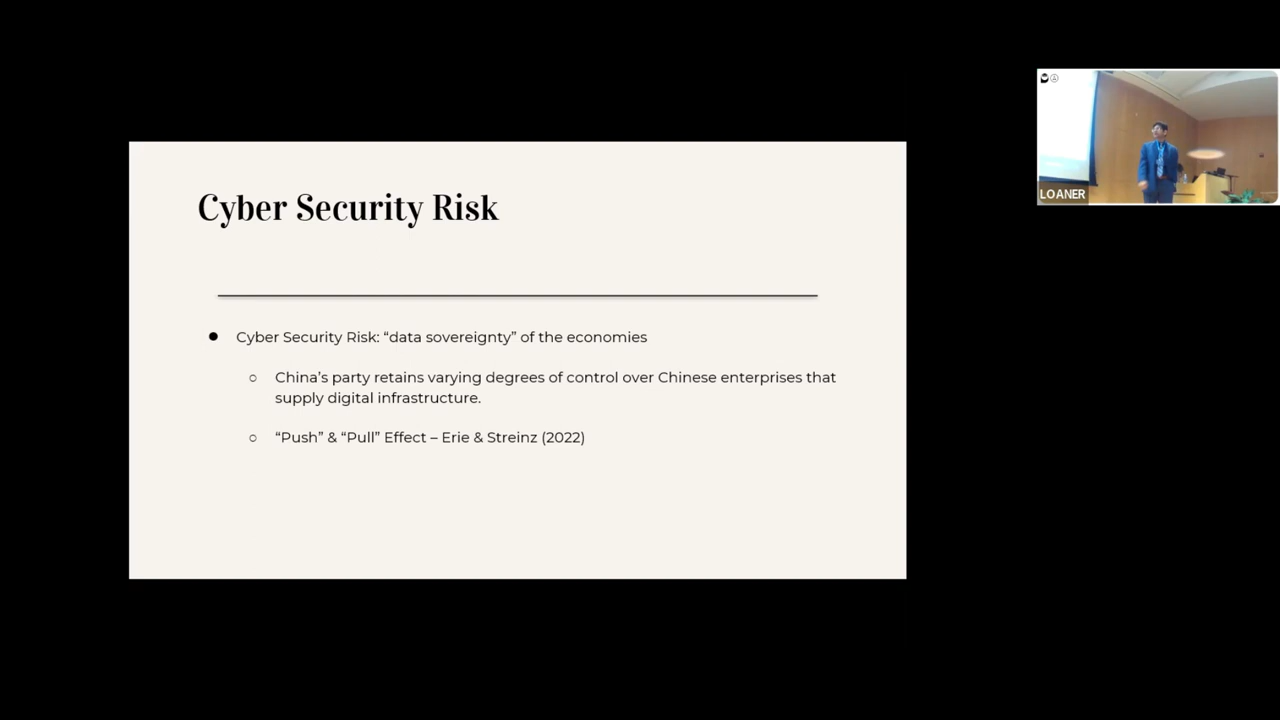 Cyber Security Risk
● Cyber Security Risk: “data sovereignty” of the economies
○ China’s party retains varying degrees of control over Chinese enterprises that
supply digital infrastructure.
○ “Push” & “Pull” Effect – Erie & Streinz (2022)
LOANER